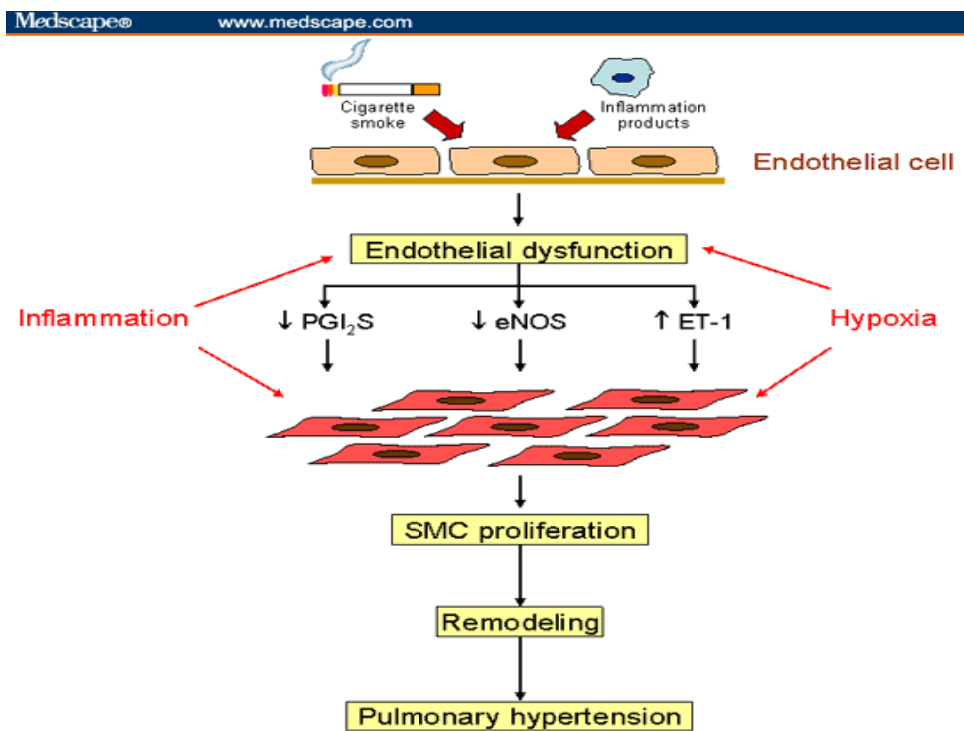 Medscape® www.medscape.com
Cigarette
smoke
Inflammation
products
Endothelial cell
Endothelial dysfunction
Inflammation
↓ PGI₂S
↓ eNOS
↑ ET-1
Hypoxia
SMC proliferation
Remodeling
Pulmonary hypertension